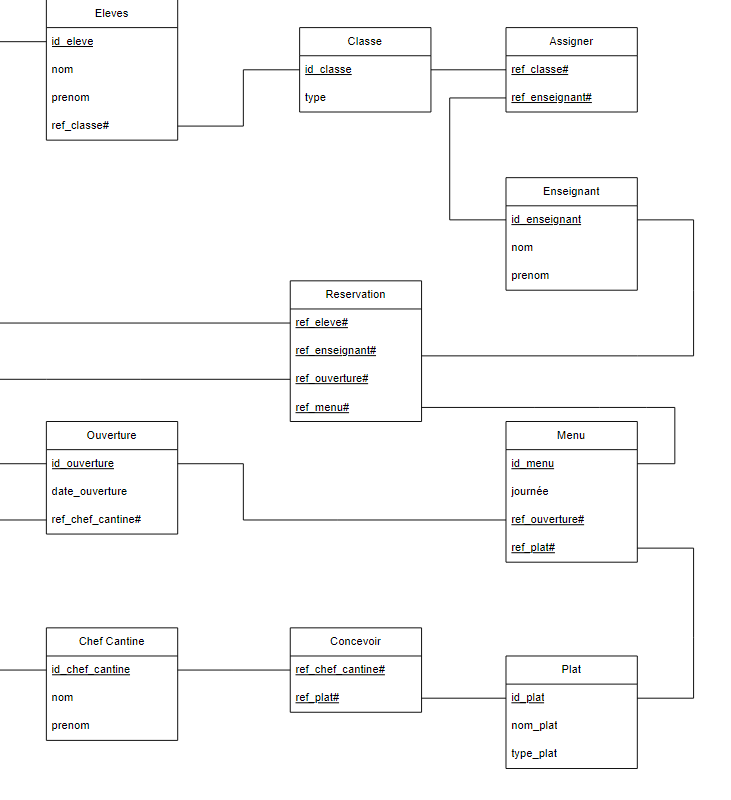 Eleves
id_eleve
nom
prenom
ref_classe#
Classe
id_classe
type
Assigner
ref_classe#
ref_enseignant#
Enseignant
id_enseignant
nom
prenom
Reservation
ref_eleve#
ref_enseignant#
ref_ouverture#
ref_menu#
Ouverture
id_ouverture
date_ouverture
ref_chef_cantine#
Menu
id_menu
journée
ref_ouverture#
ref_plat#
Chef Cantine
id_chef_cantine
nom
prenom
Concevoir
ref_chef_cantine#
ref_plat#
Plat
id_plat
nom_plat
type_plat